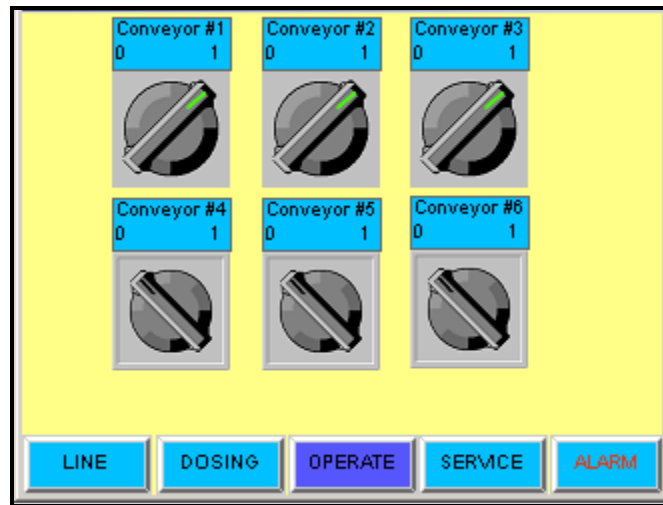 Conveyor #1 Conveyor #2 Conveyor #3
0 1 0 1 0 1
Conveyor #4 Conveyor #5 Conveyor #6
0 1 0 1 0 1
LINE DOSING OPERATE SERVICE ALARM